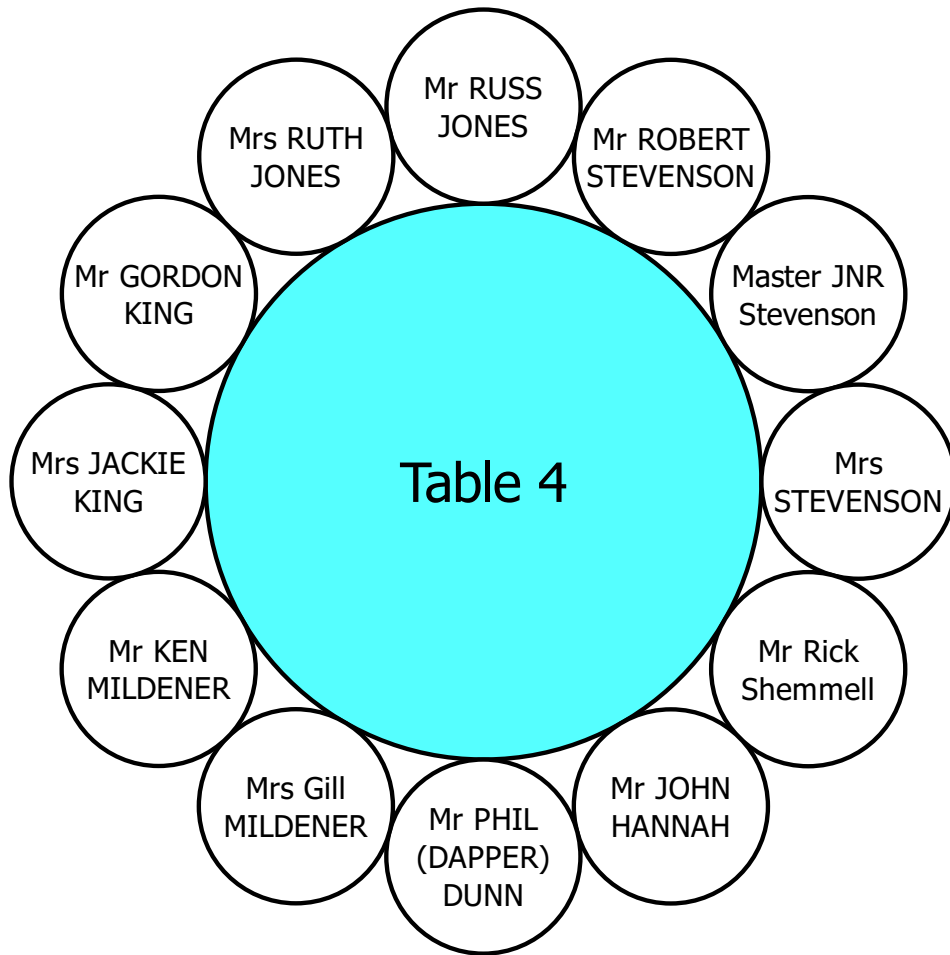 Mr RUSS
JONES
Mr ROBERT
STEVENSON
Master JNR
Stevenson
Mrs
STEVENSON
Mr Rick
Shemmell
Mr JOHN
HANNAH
Mr PHIL
(DAPPER)
DUNN
Mrs Gill
MILDENER
Mr KEN
MILDENER
Mrs JACKIE
KING
Mr GORDON
KING
Mrs RUTH
JONES
Table 4